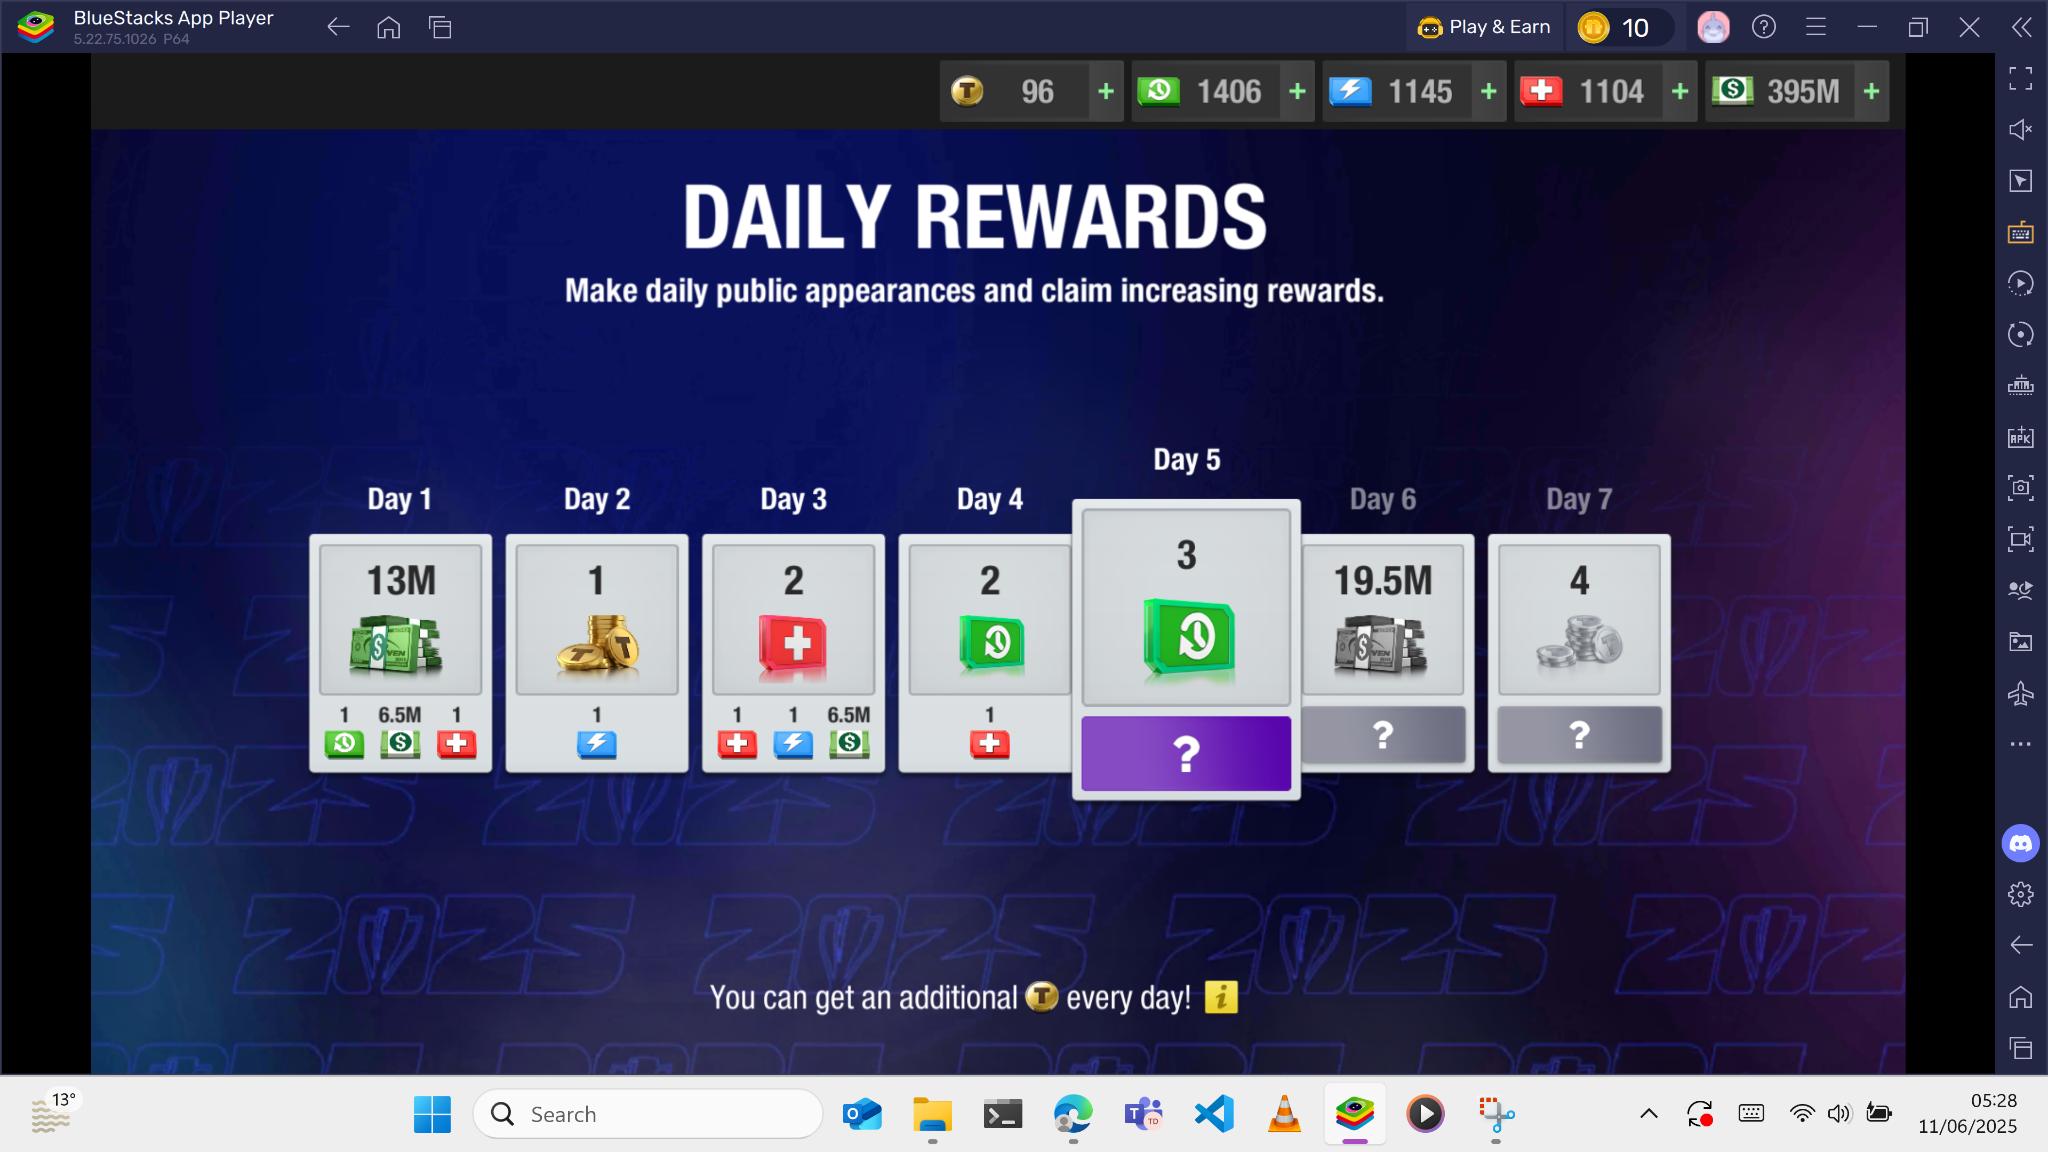 BlueStacks App Player
5.22.75.1026 P64
Play & Earn
10
96
1406
1145
1104
395M
DAILY REWARDS
Make daily public appearances and claim increasing rewards.
Day 1
Day 2
Day 3
Day 4
Day 5
Day 6
Day 7
13M
1
2
2
3
19.5M
4
1 6.5M 1
1
1 1 6.5M
1
?
?
?
You can get an additional T every day! i
APK
13°
Search
TD
05:28
11/06/2025